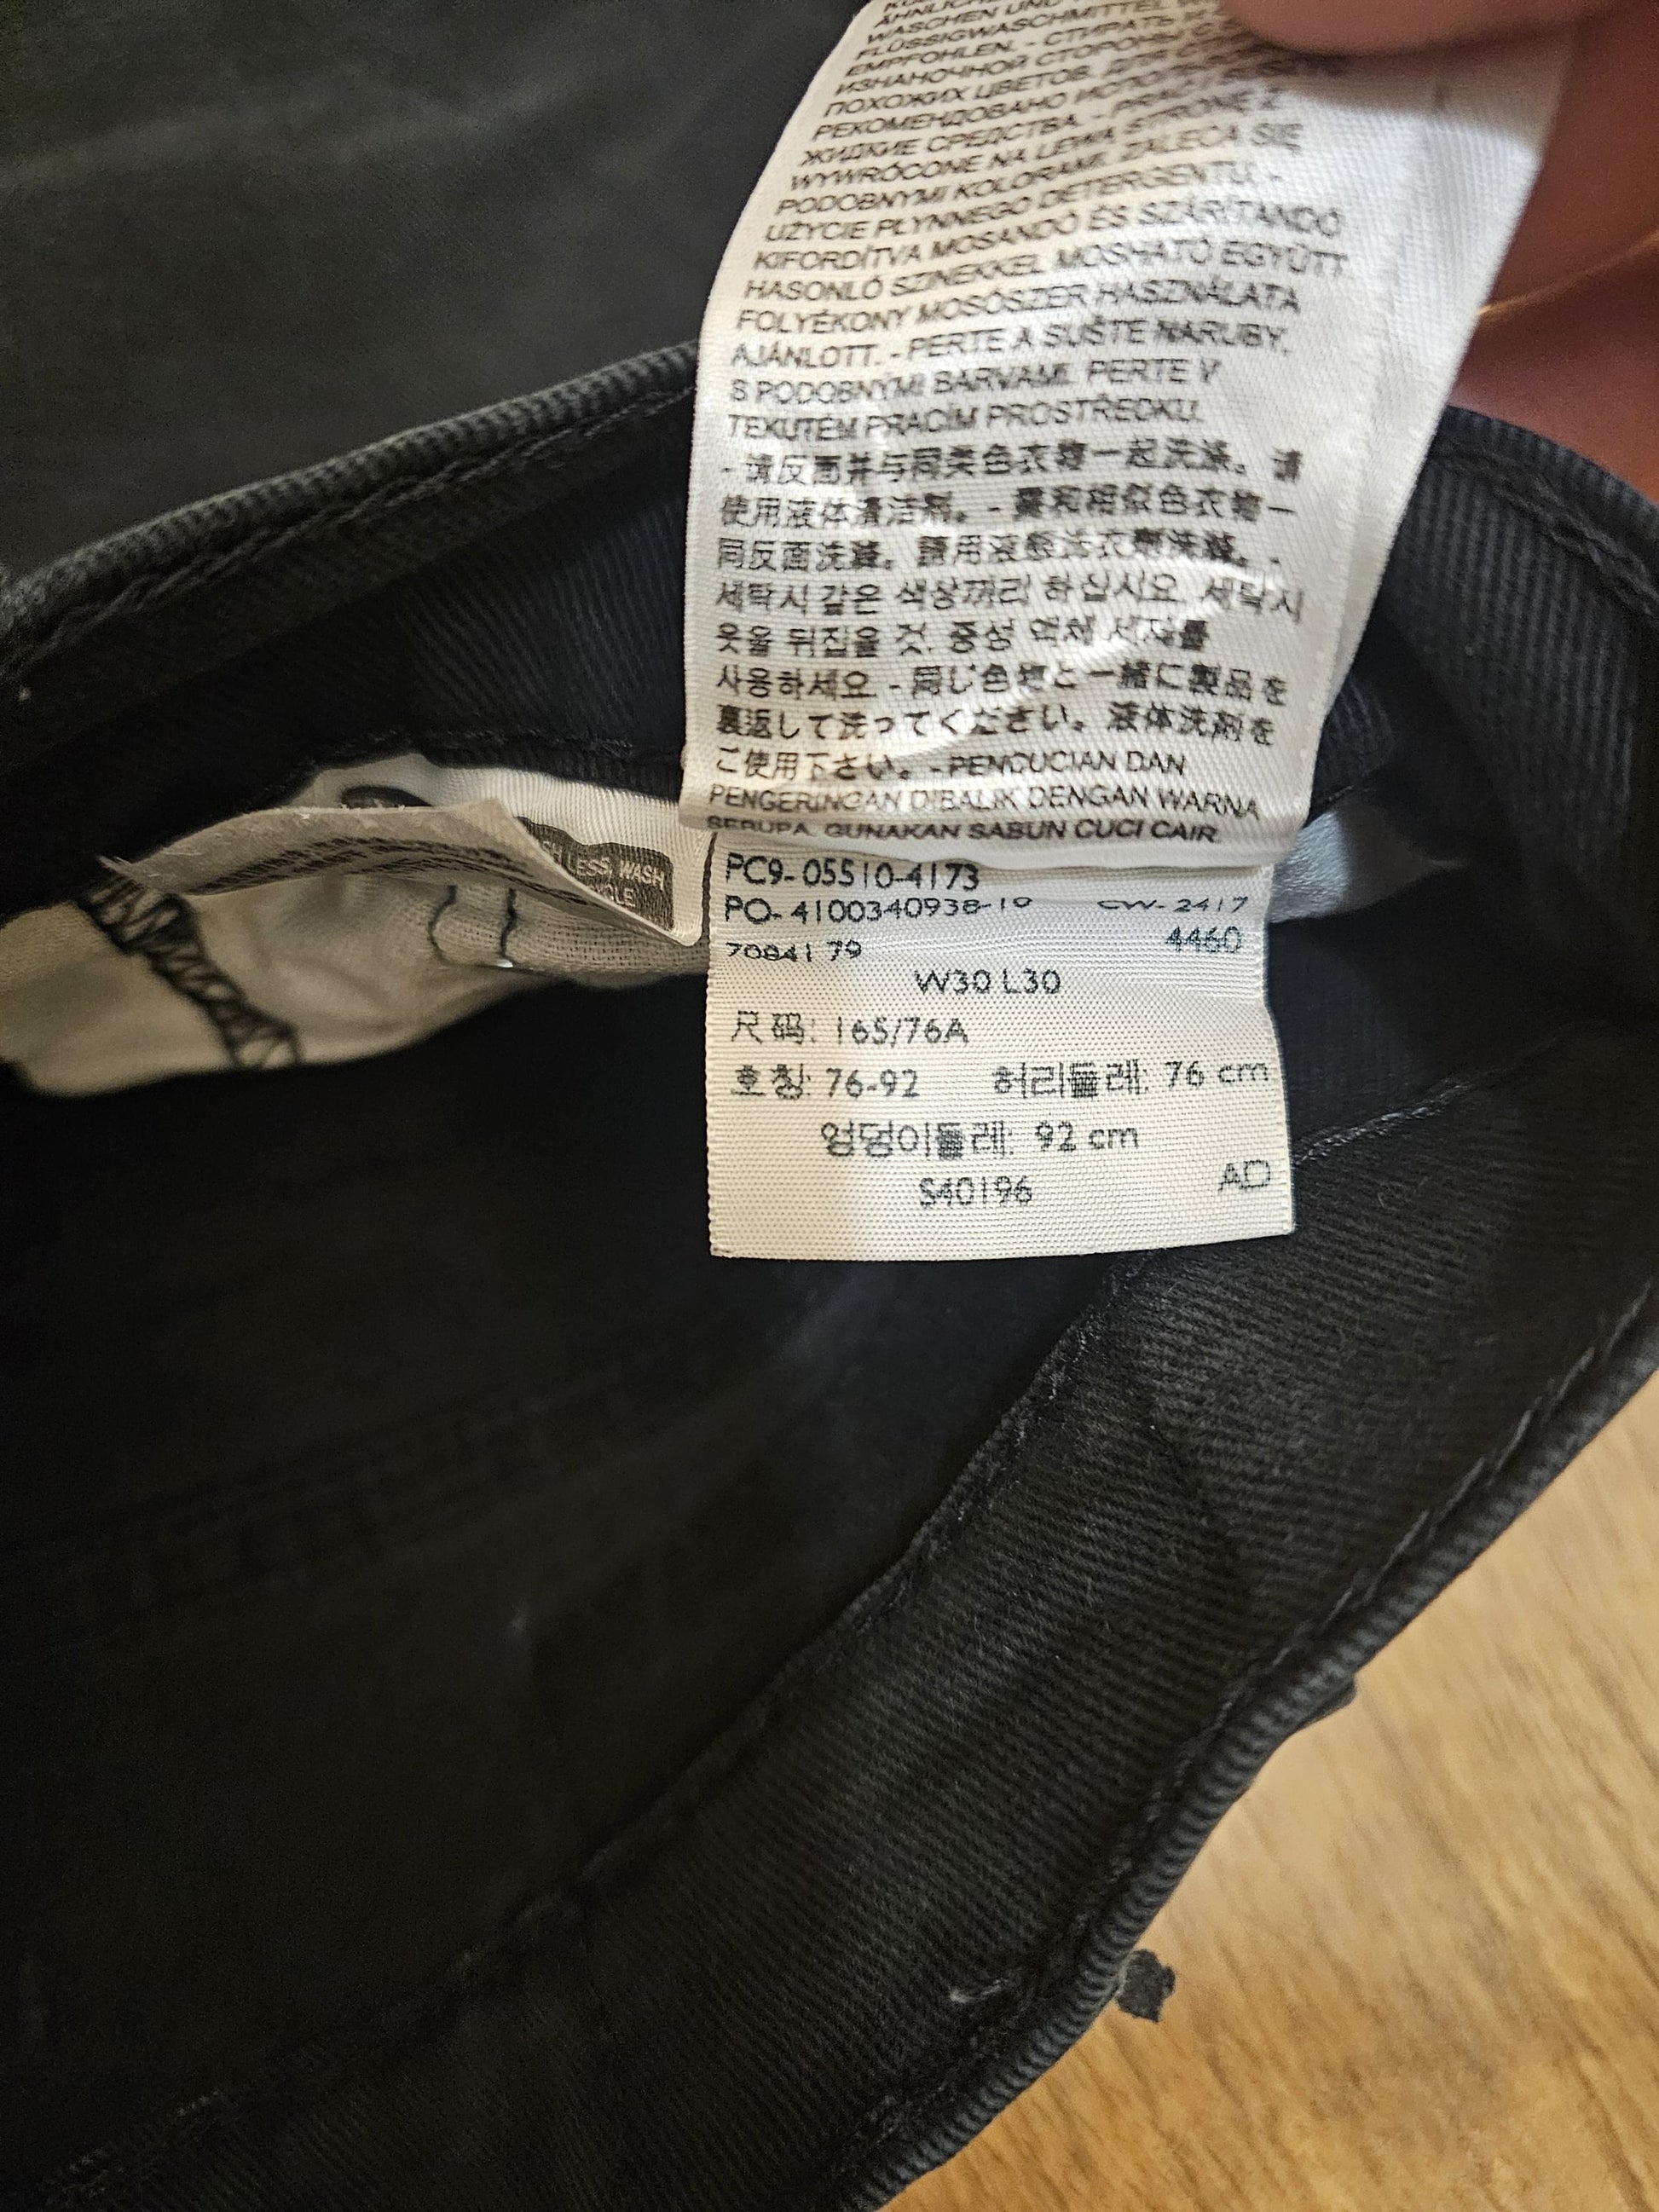 ÄHNLICHEN
WASCHEN UND
FLÜSSIGWASCHMITTEL
EMPFOHLEN. - СТИРАТЬ И
ИЗНАНОЧНОЙ СТОРОНЫ С
ПОХОЖИХ ЦВЕТОВ. ДЛЯ
РЕКОМЕНДОВАНО
ЖИДКИЕ СРЕДСТВА. - PRAĆ
WYWRÓCONE NA LEWĄ STRONĘ Z
PODOBNYMI KOLORAMI. ZALECA SIĘ
UŻYCIE PŁYNNEGO DETERGENTU. -
KIFORDÍTVA MOSANDÓ ÉS SZÁRÍTANDÓ
HASONLÓ SZINEKKEL MOSHATÓ EGYÜTT.
FOLYÉKONY MOSÓSZER HASZNÁLATA
AJÁNLOTT. - PERTE A SUŠTE NARUBY,
S PODOBNÝMI BARVAMI. PERTE V
TEKUTÉM PRACÍM PROSTŘEDKU.
- 请反面并与同类色衣物一起洗涤。请
使用液体清洁剂。- 需和相似色衣物一
同反面洗滌。請用液態洗衣劑洗滌。 -
세탁시 같은 색상끼리 하십시요. 세탁시
옷을 뒤집을 것. 중성 액체 세제를
사용하세요. - 同じ色物と一緒に製品を
裏返して洗ってください。液体洗剤を
ご使用下さい。- PENCUCIAN DAN
PENGERINGAN DIBALIK DENGAN WARNA
SERUPA. GUNAKAN SABUN CUCI CAIR.
LESS, WASH
PC9-05510-4173
PO- 4100340938-10 CW- 2417
70841 79 4460
W30 L30
尺码: 165/76A
호칭: 76-92 허리둘레: 76 cm
엉덩이둘레: 92 cm
S40196 AD